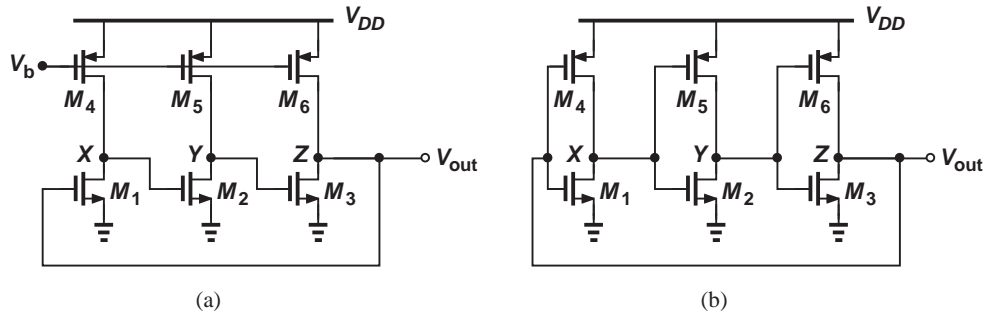 V_DD
V_b
M_4
M_5
M_6
X
Y
Z
V_out
M_1
M_2
M_3
(a)
V_DD
M_4
M_5
M_6
X
Y
Z
V_out
M_1
M_2
M_3
(b)